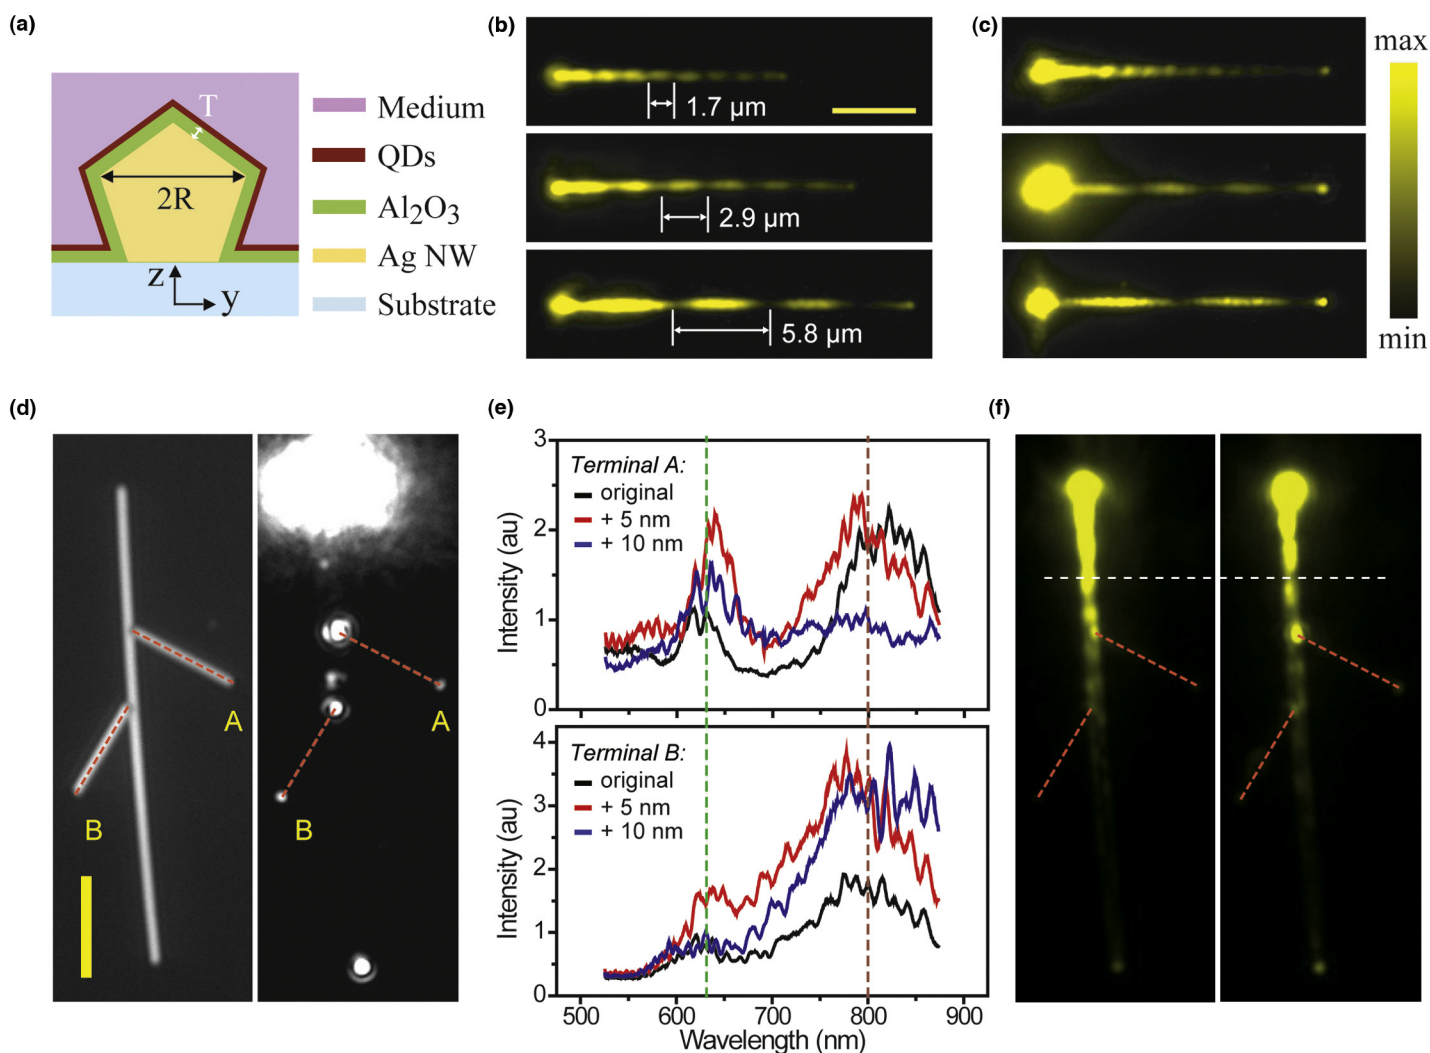 (a)
T
2R
z
y
Medium
QDs
Al₂O₃
Ag NW
Substrate
(b)
1.7 µm
2.9 µm
5.8 µm
(c)
max
min
(d)
A
B
A
B
(e)
3
2
1
0
Intensity (au)
Terminal A:
original
+ 5 nm
+ 10 nm
4
3
2
1
0
Intensity (au)
Terminal B:
original
+ 5 nm
+ 10 nm
500 600 700 800 900
Wavelength (nm)
(f)